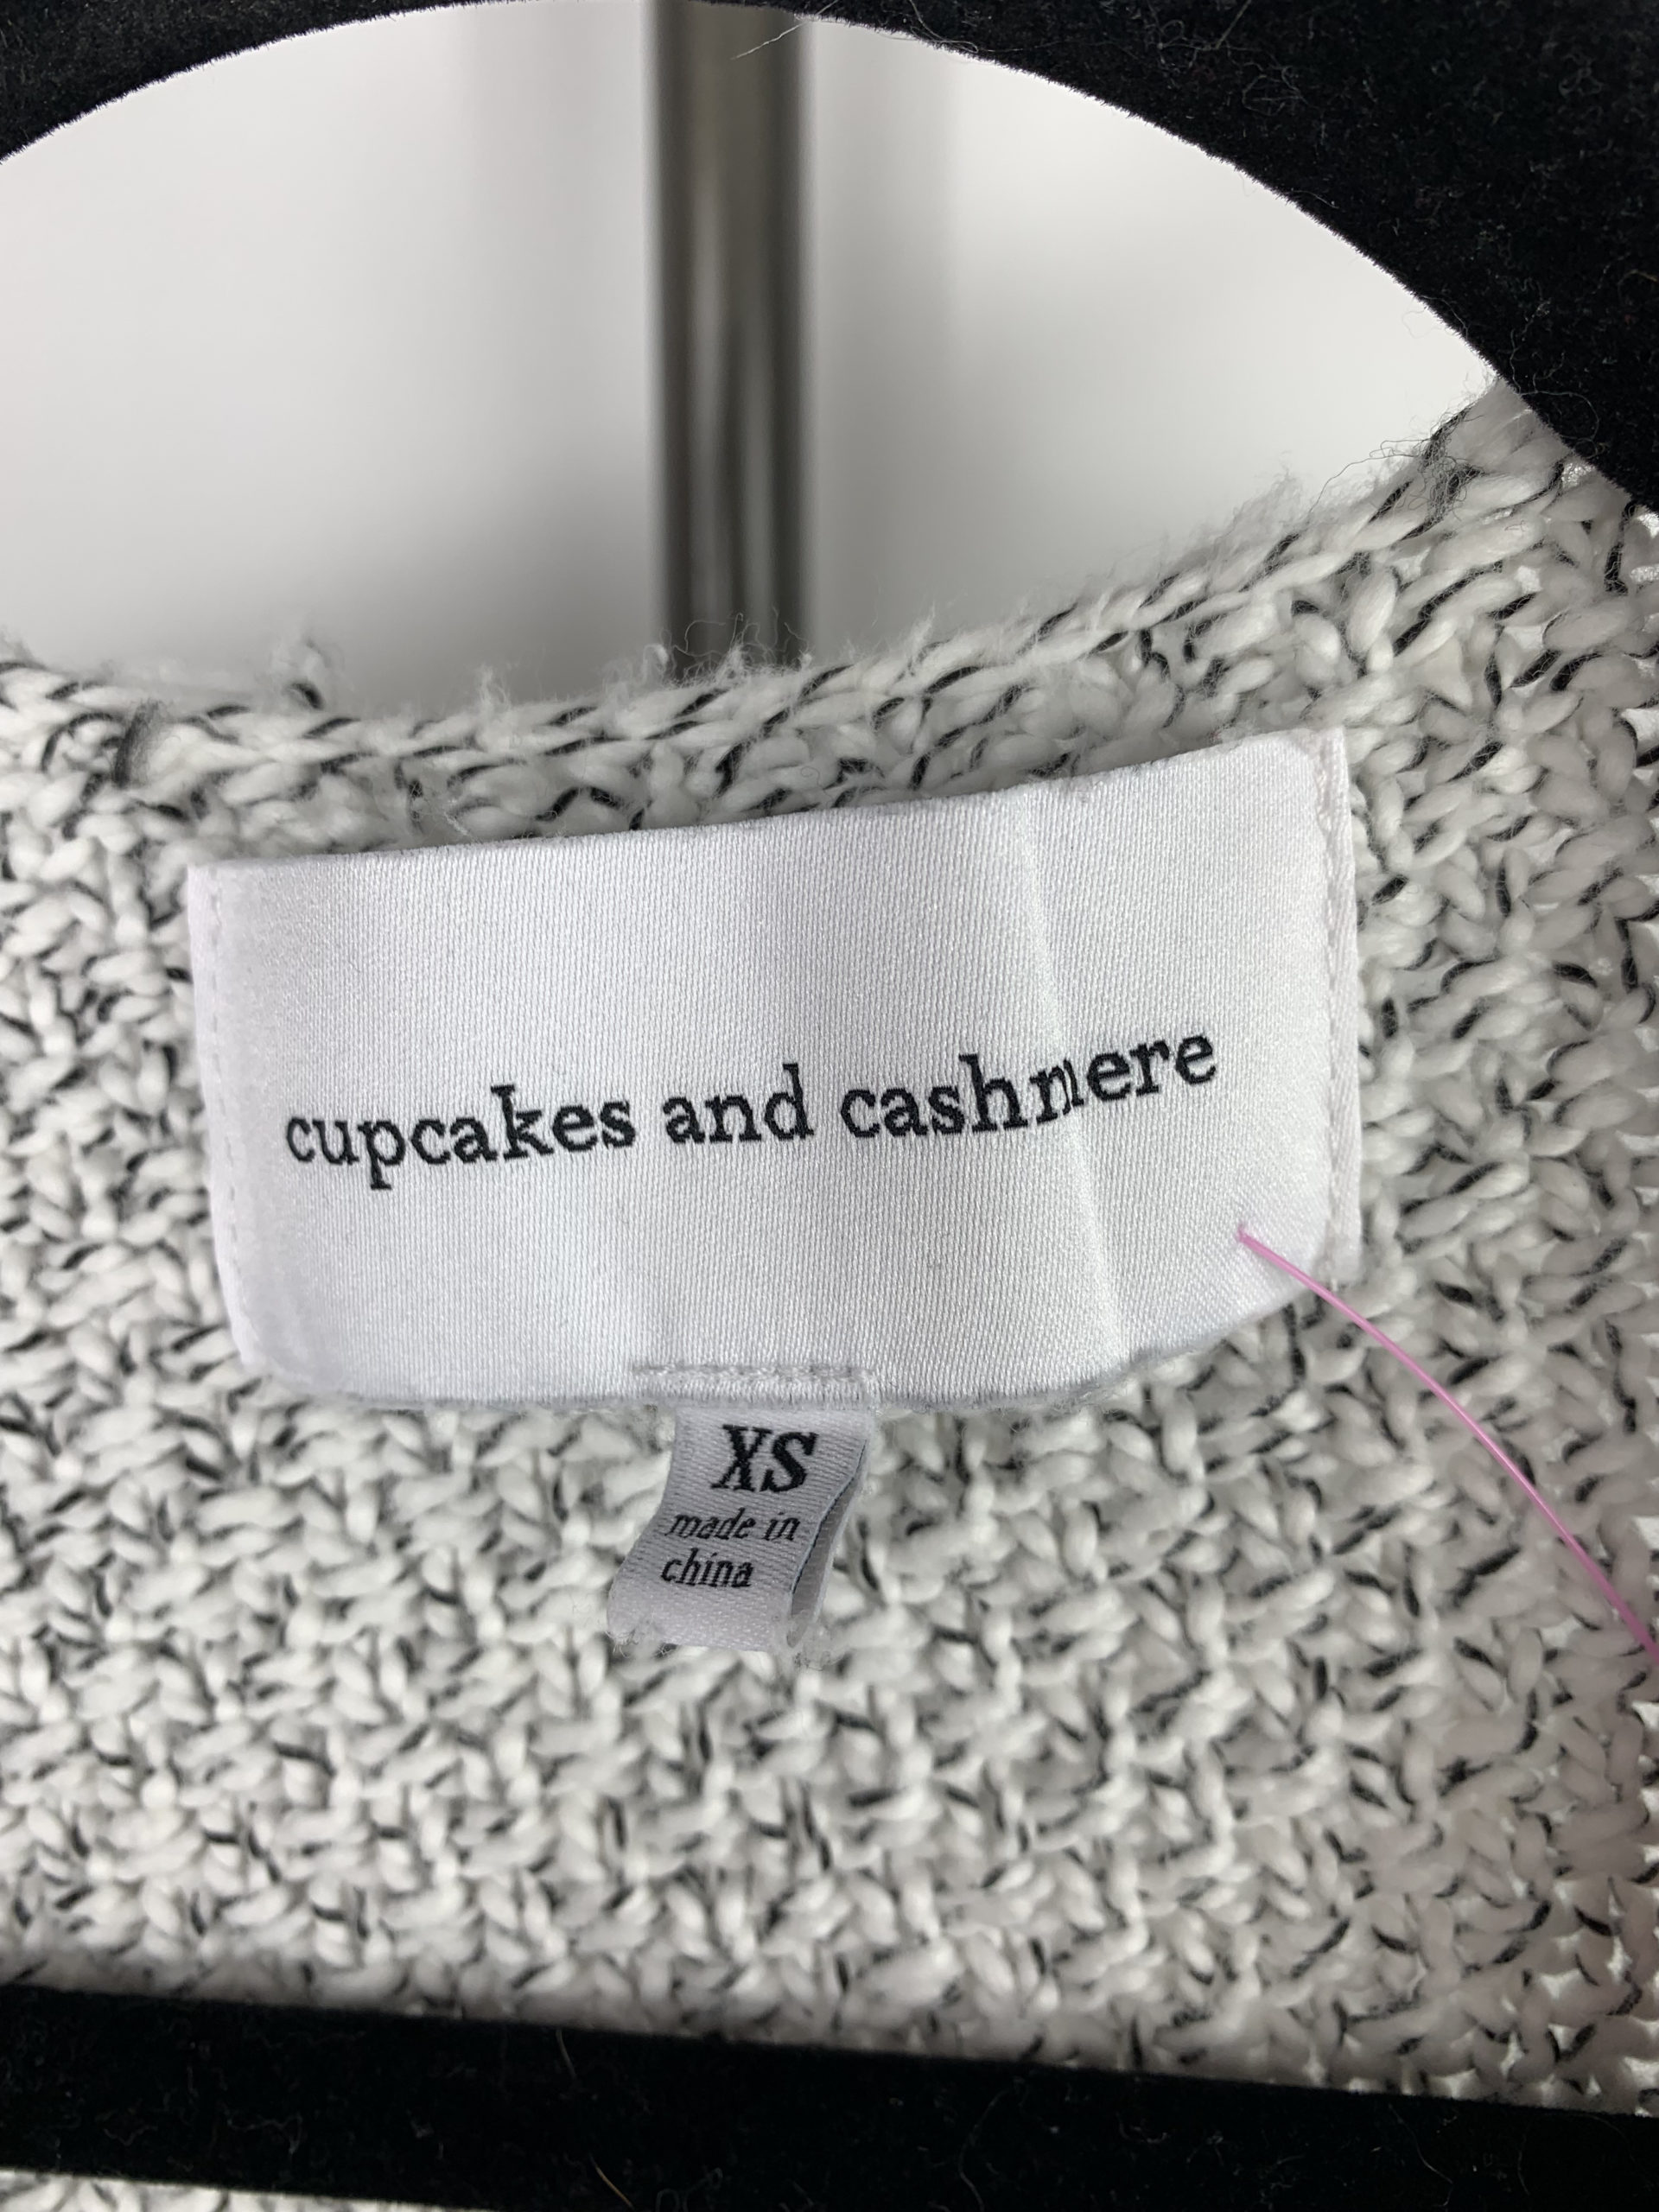 cupcakes and cashmere
XS
made in
china